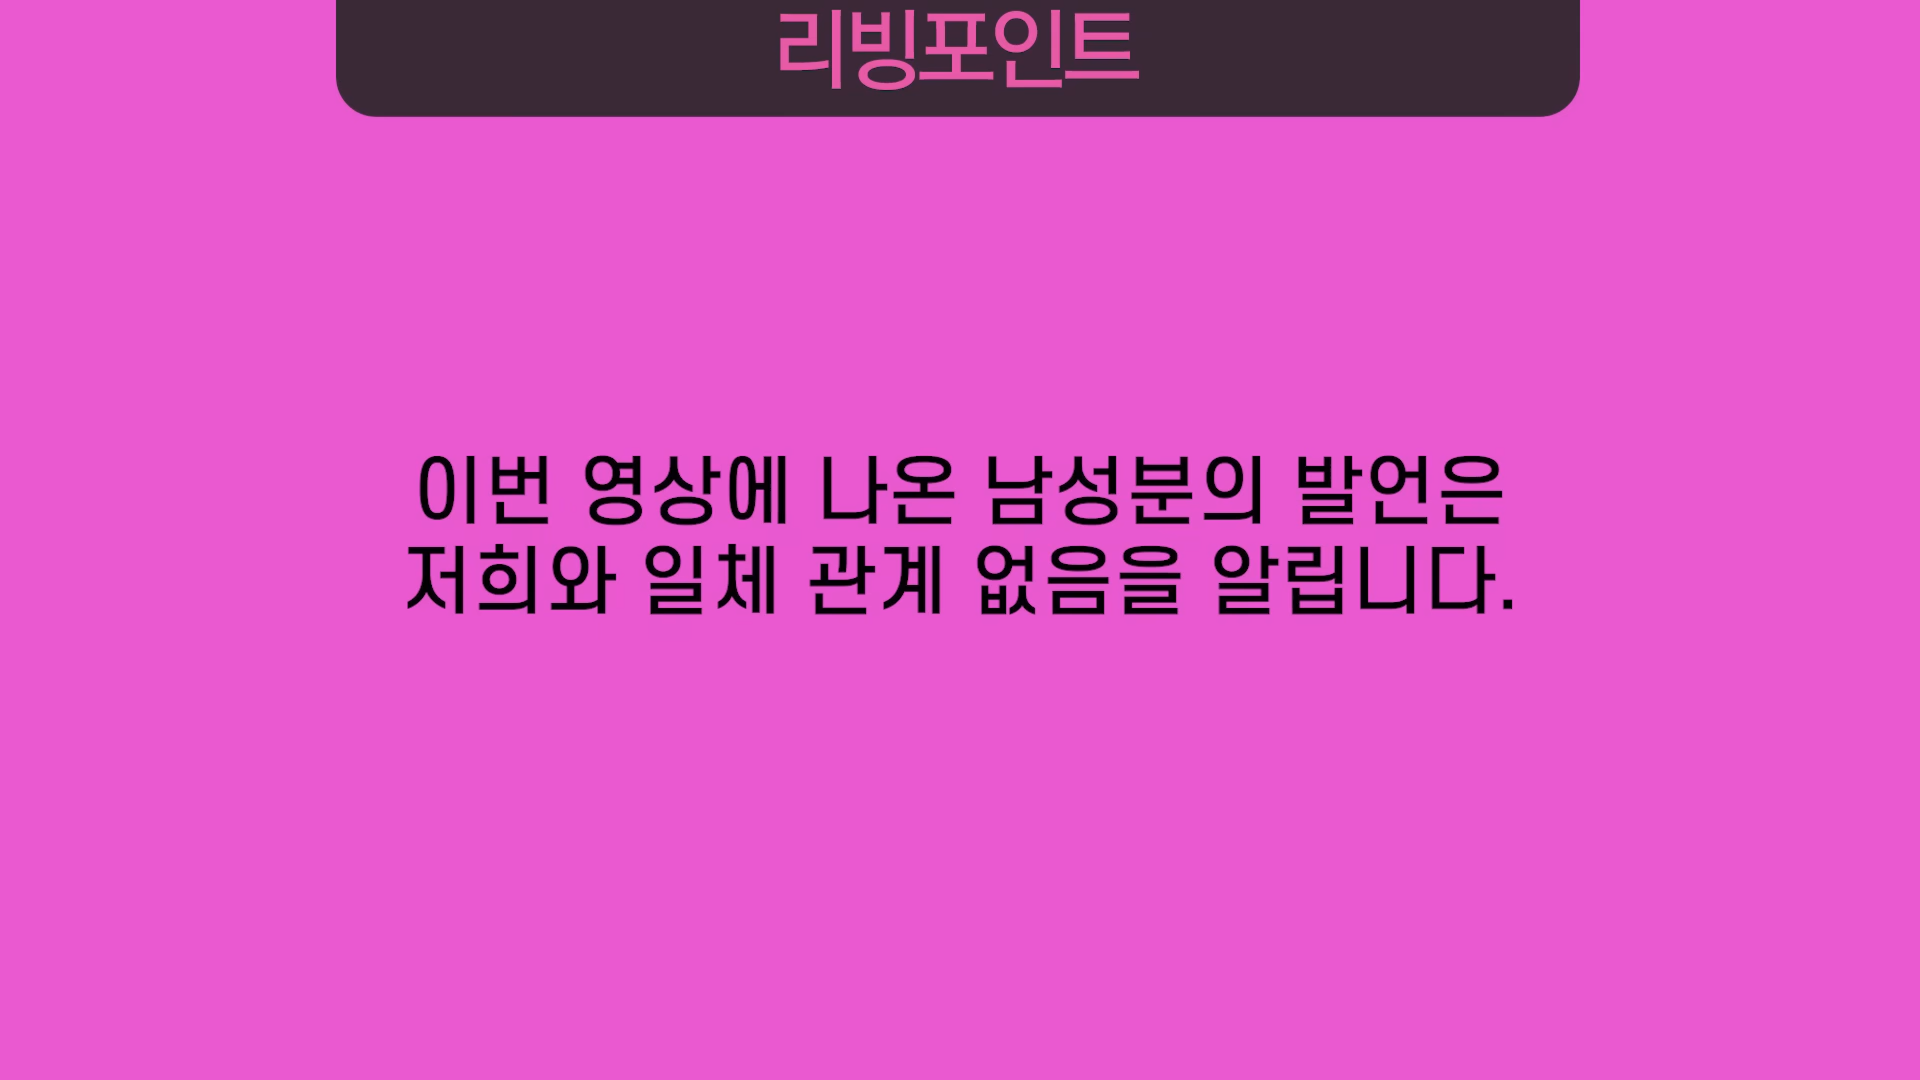 리빙포인트
이번 영상에 나온 남성분의 발언은
저희와 일체 관계 없음을 알립니다.